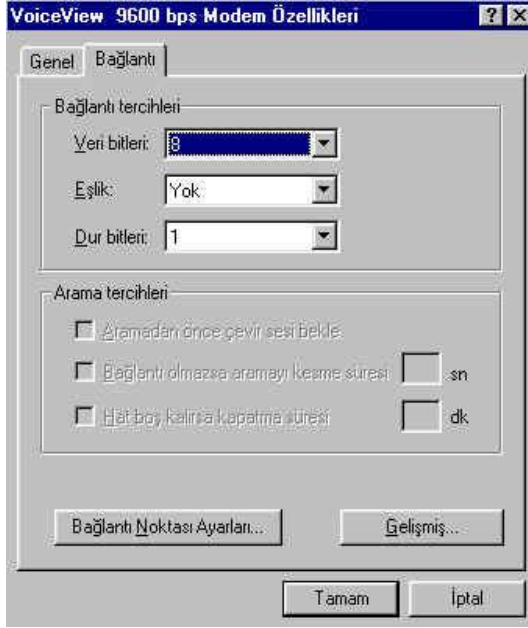 VoiceView 9600 bps Modem Özellikleri
Genel Bağlantı
Bağlantı tercihleri
Veri bitleri: 8
Eşlik: Yok
Dur bitleri: 1
Arama tercihleri
Aramadan önce çevir sesi bekle
Bağlantı olmazsa aramayı kesme süresi sn
Hat boş kalırsa kapatma süresi dk
Bağlantı Noktası Ayarları... Gelişmiş...
Tamam İptal